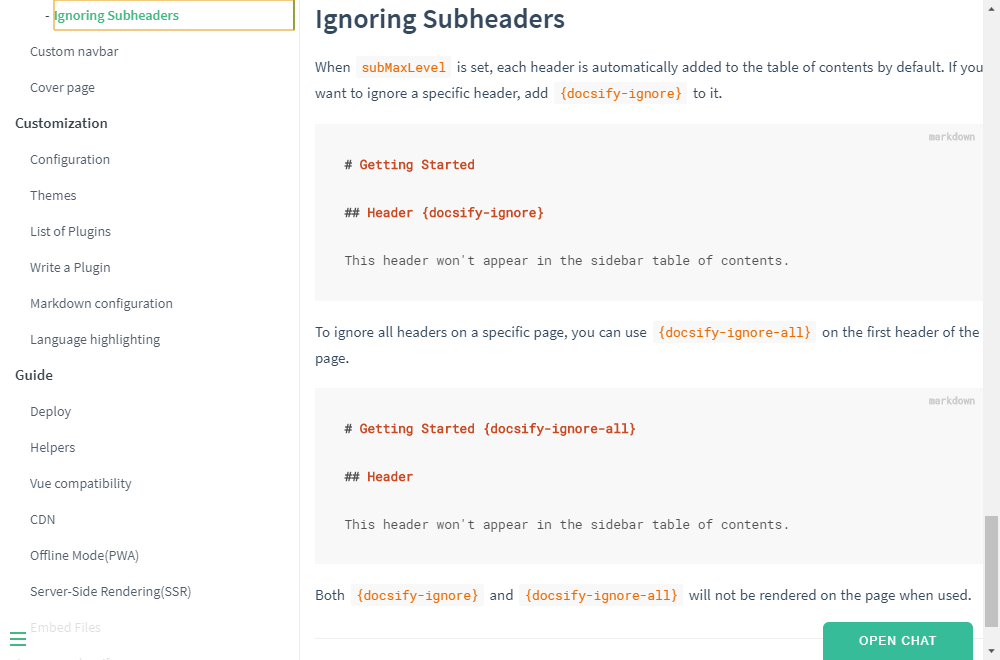 - Ignoring Subheaders
Custom navbar
Cover page
Customization
Configuration
Themes
List of Plugins
Write a Plugin
Markdown configuration
Language highlighting
Guide
Deploy
Helpers
Vue compatibility
CDN
Offline Mode(PWA)
Server-Side Rendering(SSR)
Embed Files
Ignoring Subheaders
When subMaxLevel is set, each header is automatically added to the table of contents by default. If you
want to ignore a specific header, add {docsify-ignore} to it.
markdown
# Getting Started
## Header {docsify-ignore}
This header won't appear in the sidebar table of contents.
To ignore all headers on a specific page, you can use {docsify-ignore-all} on the first header of the
page.
markdown
# Getting Started {docsify-ignore-all}
## Header
This header won't appear in the sidebar table of contents.
Both {docsify-ignore} and {docsify-ignore-all} will not be rendered on the page when used.
OPEN CHAT